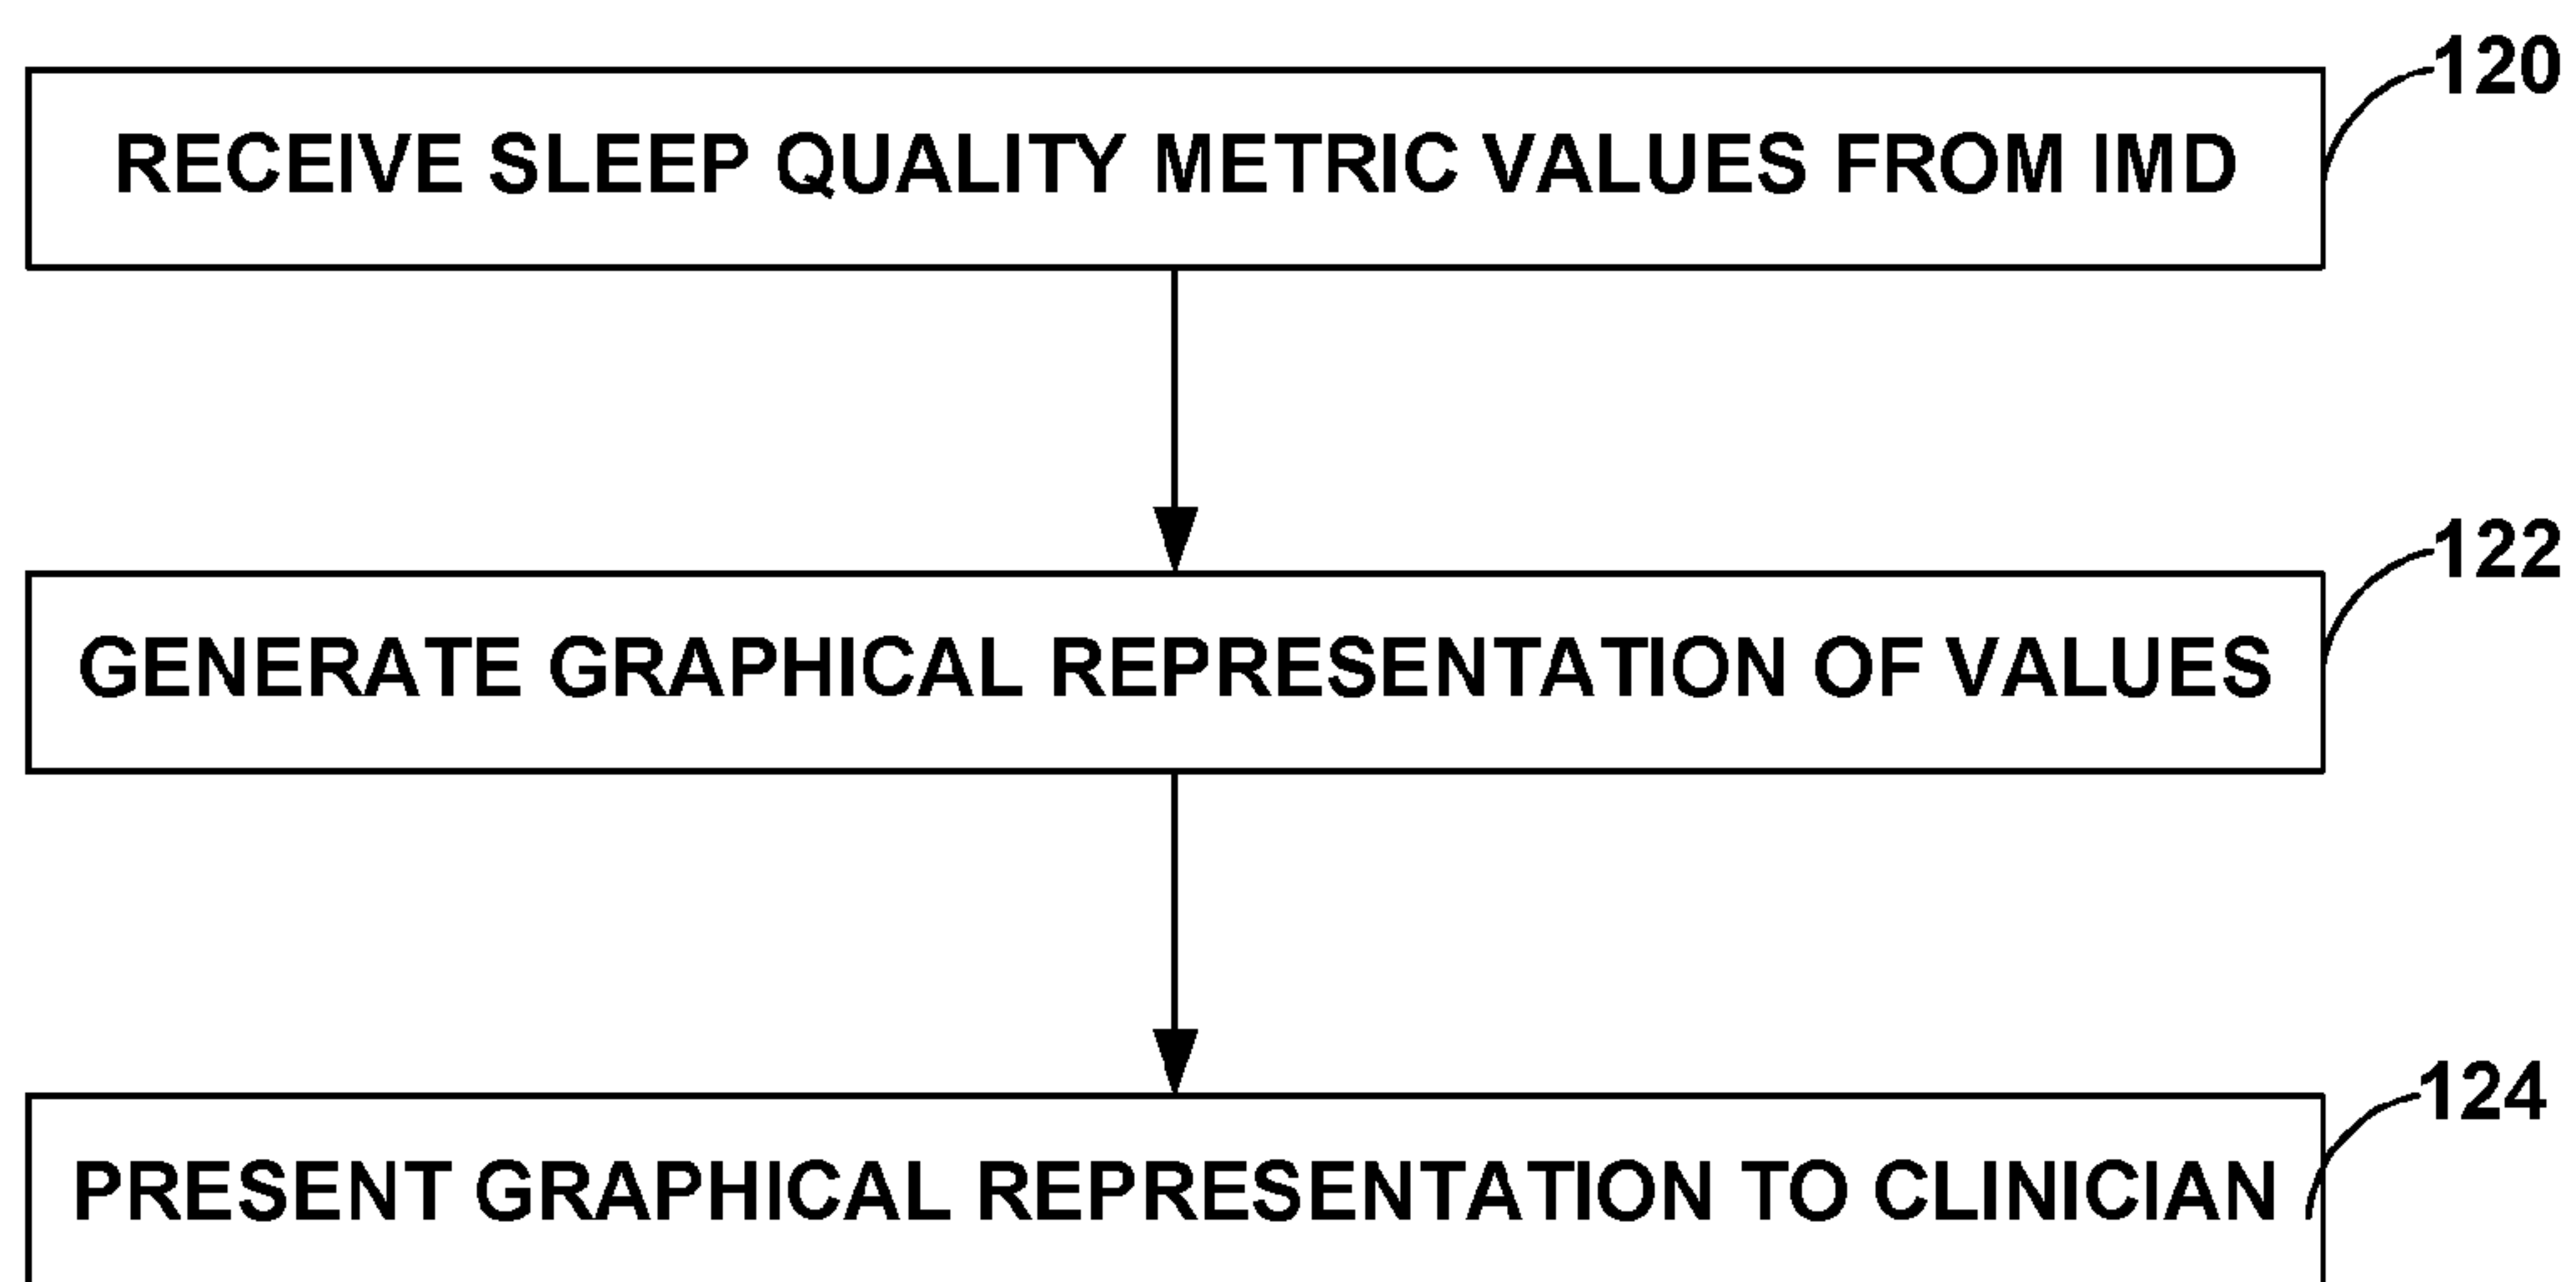 120
RECEIVE SLEEP QUALITY METRIC VALUES FROM IMD
122
GENERATE GRAPHICAL REPRESENTATION OF VALUES
124
PRESENT GRAPHICAL REPRESENTATION TO CLINICIAN